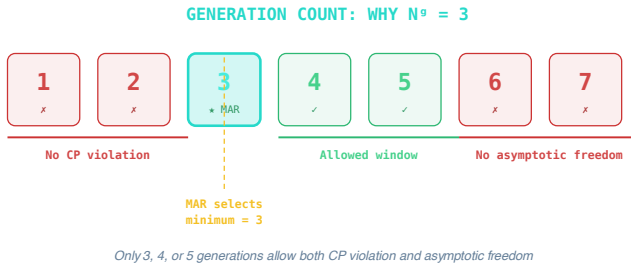 GENERATION COUNT: WHY Nᵍ = 3
1 2 3 4 5 6 7
✗ ✗ ★ MAR ✓ ✓ ✗ ✗
No CP violation Allowed window No asymptotic freedom
MAR selects
minimum = 3
Only 3, 4, or 5 generations allow both CP violation and asymptotic freedom